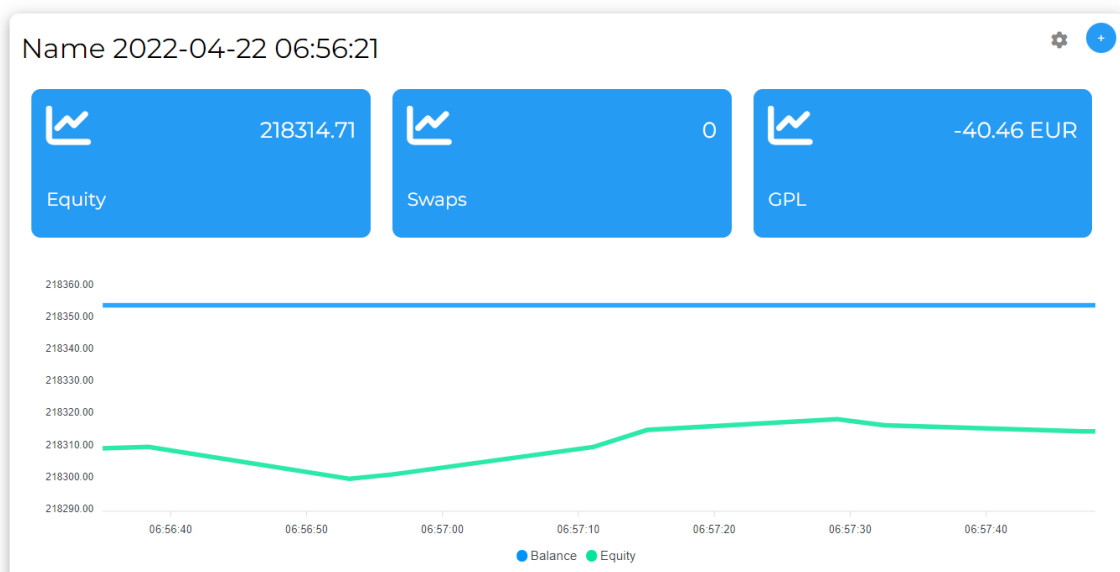 Name 2022-04-22 06:56:21
+
218314.71
Equity
0
Swaps
-40.46 EUR
GPL
218360.00
218350.00
218340.00
218330.00
218320.00
218310.00
218300.00
218290.00
06:56:40 06:56:50 06:57:00 06:57:10 06:57:20 06:57:30 06:57:40
Balance Equity